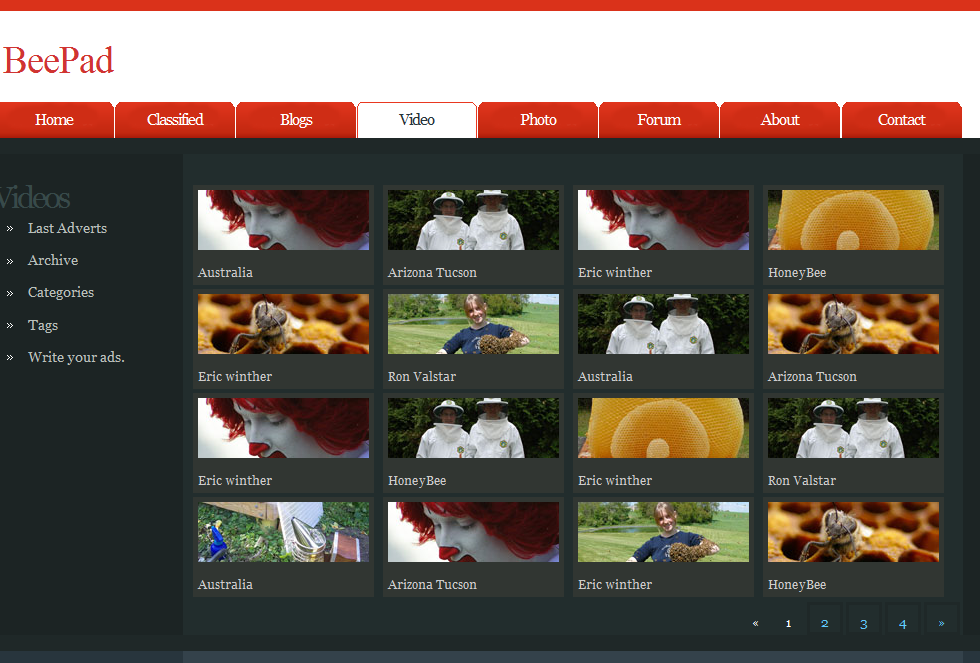 BeePad
Home Classified Blogs Video Photo Forum About Contact
Videos
» Last Adverts
» Archive
» Categories
» Tags
» Write your ads.
Australia Arizona Tucson Eric winther HoneyBee
Eric winther Ron Valstar Australia Arizona Tucson
Eric winther HoneyBee Eric winther Ron Valstar
Australia Arizona Tucson Eric winther HoneyBee
« 1 2 3 4 »